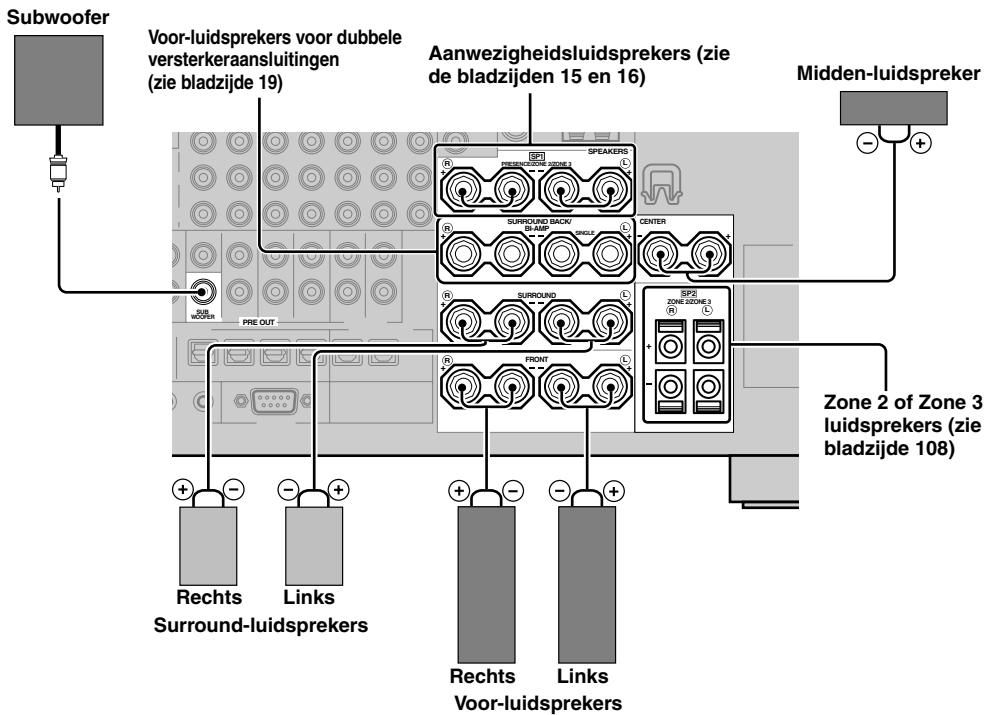 Subwoofer
Voor-luidsprekers voor dubbele
versterkeraansluitingen
(zie bladzijde 19)
Aanwezigheidsluidsprekers (zie
de bladzijden 15 en 16)
Midden-luidspreker
– +
SP1
SPEAKERS
R
PRESENCE/ZONE 2/ZONE 3
L
+ +
R
SURROUND BACK/
BI-AMP
SINGLE
L
+ +
CENTER
– +
R
SURROUND
L
+ +
SP2
ZONE 2/ZONE 3
R L
+
–
SUB
WOOFER
PRE OUT
R
FRONT
L
+ +
Zone 2 of Zone 3
luidsprekers (zie
bladzijde 108)
+ – – + + – – +
Rechts Links
Surround-luidsprekers
Rechts Links
Voor-luidsprekers